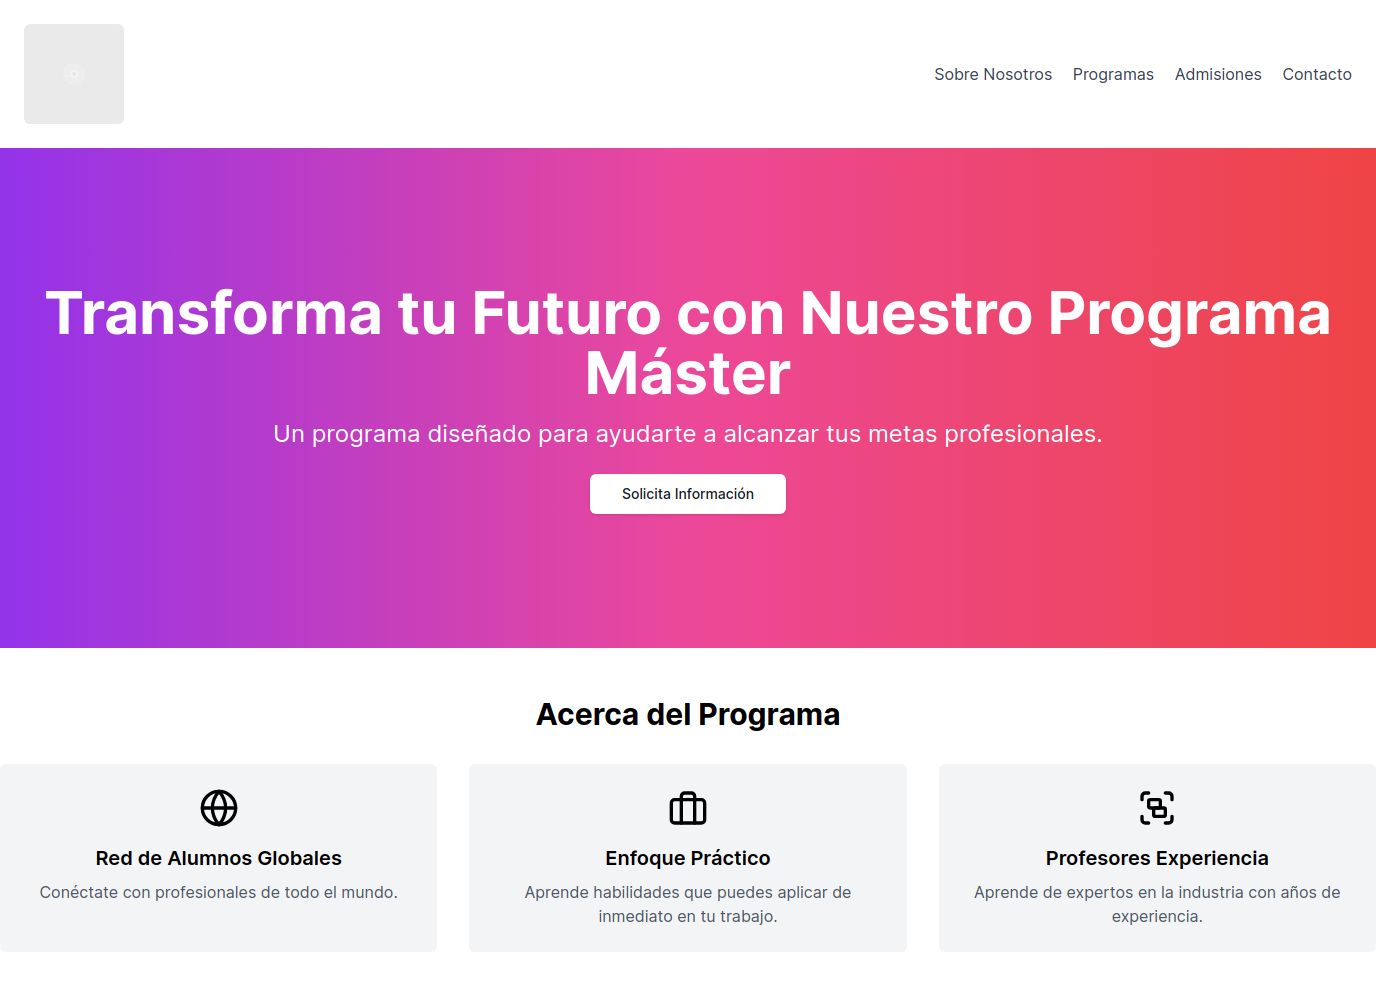 Sobre Nosotros Programas Admisiones Contacto
Transforma tu Futuro con Nuestro Programa
Máster
Un programa diseñado para ayudarte a alcanzar tus metas profesionales.
Solicita Información
Acerca del Programa
Red de Alumnos Globales
Conéctate con profesionales de todo el mundo.
Enfoque Práctico
Aprende habilidades que puedes aplicar de
inmediato en tu trabajo.
Profesores Experiencia
Aprende de expertos en la industria con años de
experiencia.